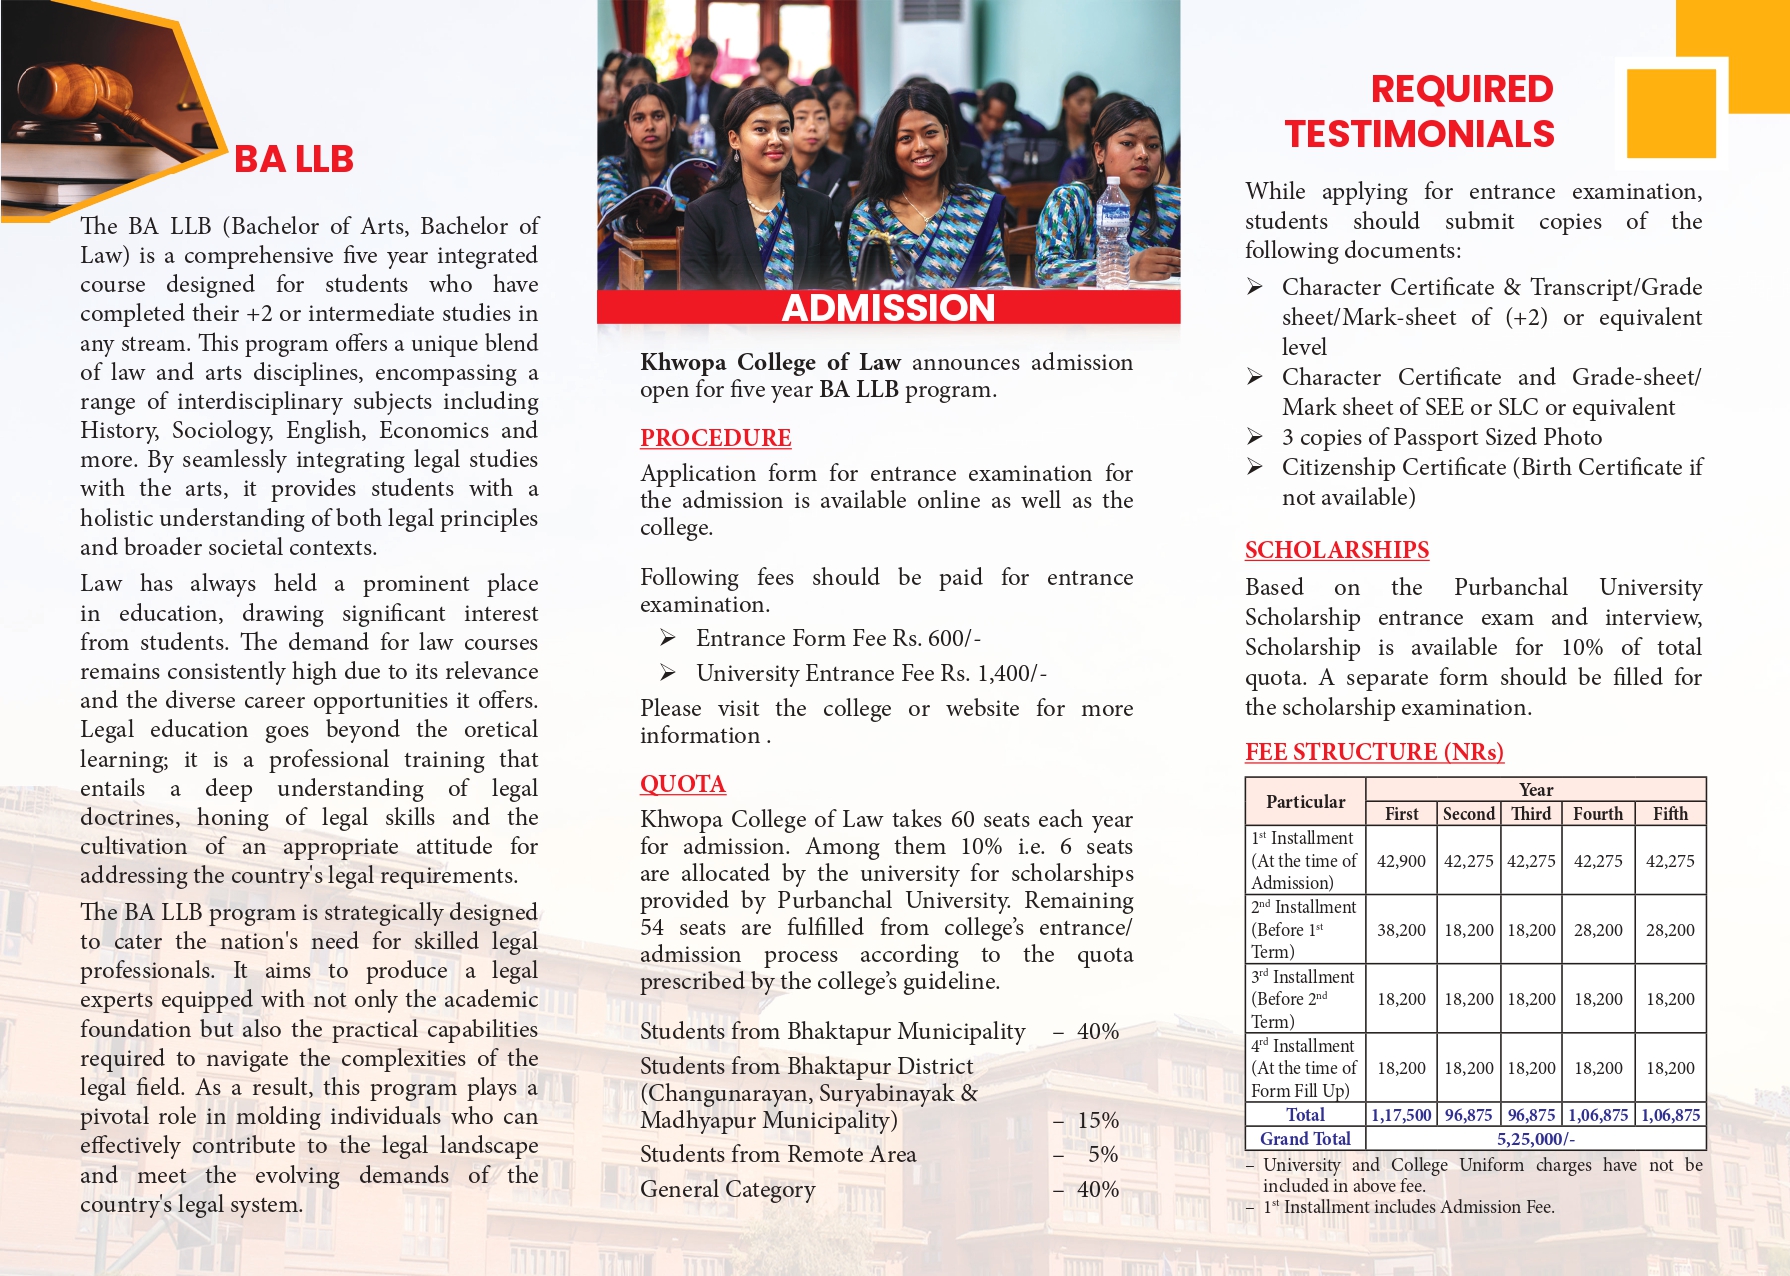 BA LLB
The BA LLB (Bachelor of Arts, Bachelor of
Law) is a comprehensive five year integrated
course designed for students who have
completed their +2 or intermediate studies in
any stream. This program offers a unique blend
of law and arts disciplines, encompassing a
range of interdisciplinary subjects including
History, Sociology, English, Economics and
more. By seamlessly integrating legal studies
with the arts, it provides students with a
holistic understanding of both legal principles
and broader societal contexts.
Law has always held a prominent place
in education, drawing significant interest
from students. The demand for law courses
remains consistently high due to its relevance
and the diverse career opportunities it offers.
Legal education goes beyond the oretical
learning; it is a professional training that
entails a deep understanding of legal
doctrines, honing of legal skills and the
cultivation of an appropriate attitude for
addressing the country's legal requirements.
The BA LLB program is strategically designed
to cater the nation's need for skilled legal
professionals. It aims to produce a legal
experts equipped with not only the academic
foundation but also the practical capabilities
required to navigate the complexities of the
legal field. As a result, this program plays a
pivotal role in molding individuals who can
effectively contribute to the legal landscape
and meet the evolving demands of the
country's legal system.
ADMISSION
Khwopa College of Law announces admission
open for five year BA LLB program.
PROCEDURE
Application form for entrance examination for
the admission is available online as well as the
college.
Following fees should be paid for entrance
examination.
➢ Entrance Form Fee Rs. 600/-
➢ University Entrance Fee Rs. 1,400/-
Please visit the college or website for more
information .
QUOTA
Khwopa College of Law takes 60 seats each year
for admission. Among them 10% i.e. 6 seats
are allocated by the university for scholarships
provided by Purbanchal University. Remaining
54 seats are fulfilled from college’s entrance/
admission process according to the quota
prescribed by the college’s guideline.
Students from Bhaktapur Municipality – 40%
Students from Bhaktapur District
(Changunarayan, Suryabinayak &
Madhyapur Municipality) – 15%
Students from Remote Area – 5%
General Category – 40%
REQUIRED
TESTIMONIALS
While applying for entrance examination,
students should submit copies of the
following documents:
➢ Character Certificate & Transcript/Grade
sheet/Mark-sheet of (+2) or equivalent
level
➢ Character Certificate and Grade-sheet/
Mark sheet of SEE or SLC or equivalent
➢ 3 copies of Passport Sized Photo
➢ Citizenship Certificate (Birth Certificate if
not available)
SCHOLARSHIPS
Based on the Purbanchal University
Scholarship entrance exam and interview,
Scholarship is available for 10% of total
quota. A separate form should be filled for
the scholarship examination.
FEE STRUCTURE (NRs)
Particular Year
First Second Third Fourth Fifth
1st Installment
(At the time of 42,900 42,275 42,275 42,275 42,275
Admission)
2nd Installment
(Before 1st 38,200 18,200 18,200 28,200 28,200
Term)
3rd Installment
(Before 2nd 18,200 18,200 18,200 18,200 18,200
Term)
4rd Installment
(At the time of 18,200 18,200 18,200 18,200 18,200
Form Fill Up)
Total 1,17,500 96,875 96,875 1,06,875 1,06,875
Grand Total 5,25,000/-
– University and College Uniform charges have not be
included in above fee.
– 1st Installment includes Admission Fee.